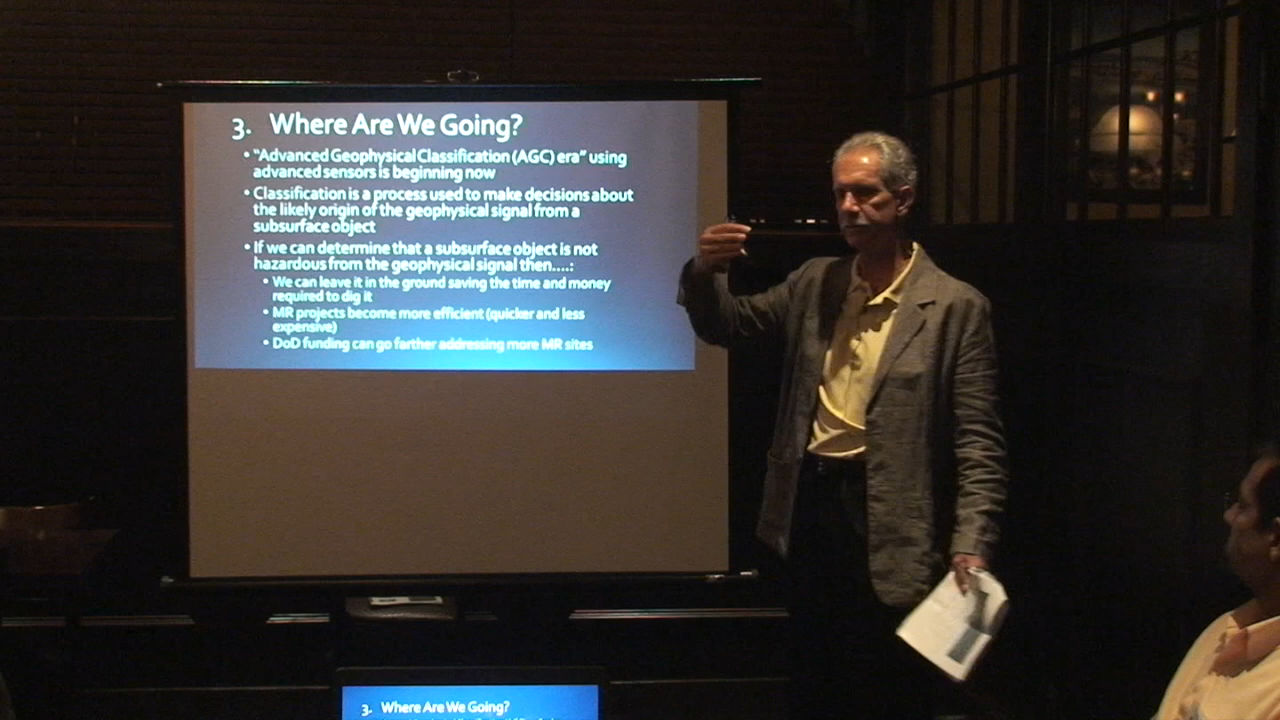 3. Where Are We Going?
• "Advanced Geophysical Classification (AGC) era" using
advanced sensors is beginning now
• Classification is a process used to make decisions about
the likely origin of the geophysical signal from a
subsurface object
• If we can determine that a subsurface object is not
hazardous from the geophysical signal then....:
• We can leave it in the ground saving the time and money
required to dig it
• MR projects become more efficient (quicker and less
expensive)
• DoD funding can go farther addressing more MR sites
3. Where Are We Going?